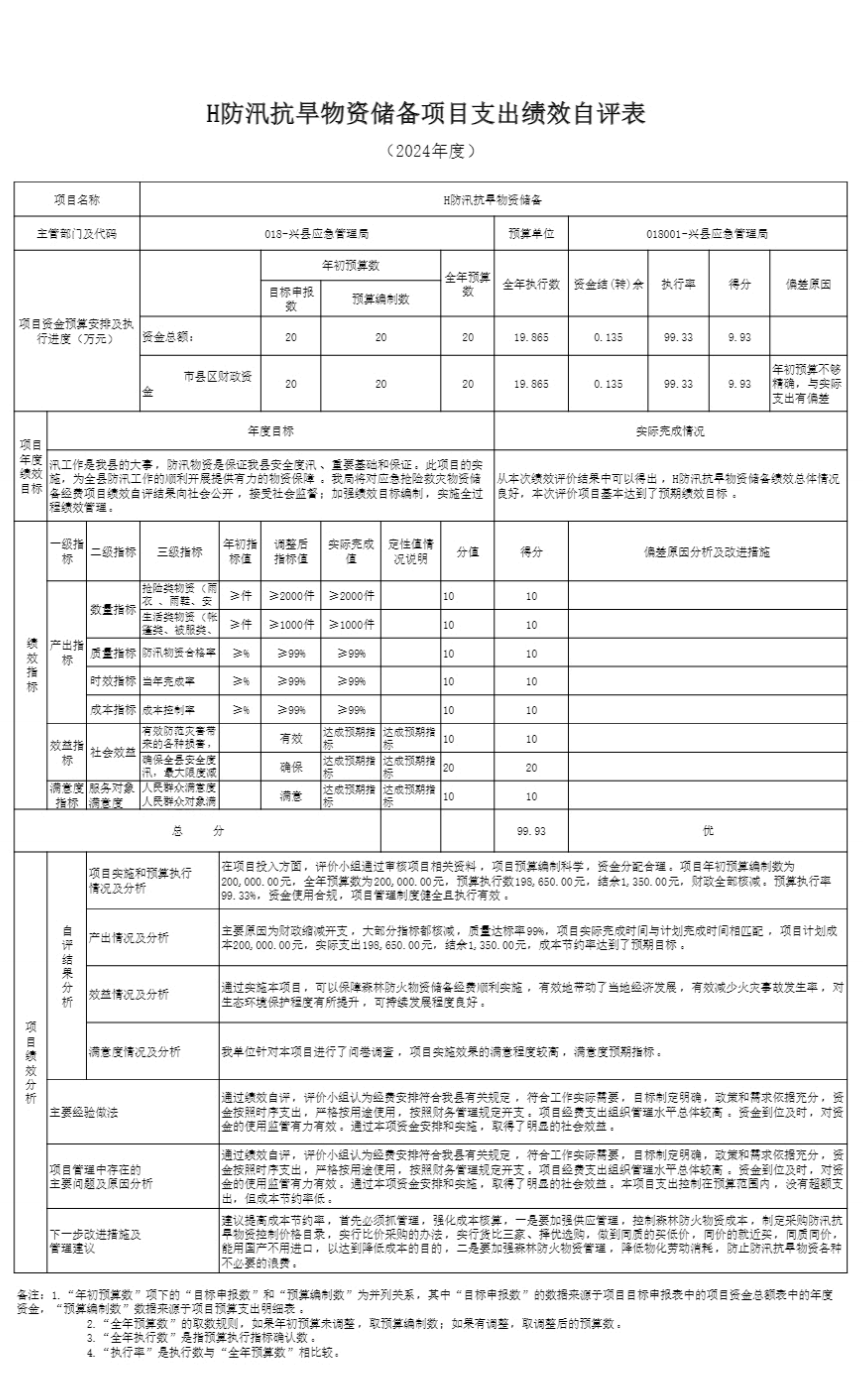 H防汛抗旱物资储备项目支出绩效自评表
（2024年度）
项目名称
H防汛抗旱物资储备
主管部门及代码
018-兴县应急管理局
预算单位
018001-兴县应急管理局
项目资金预算安排及执
行进度（万元）
年初预算数
目标申报
数
预算编制数
全年预算
数
全年执行数
资金结(转)余
执行率
得分
偏差原因
资金总额：
20
20
20
19.865
0.135
99.33
9.93
市县区财政资
金
20
20
20
19.865
0.135
99.33
9.93
年初预算不够
精确，与实际
支出有偏差
项目
年度
绩效
目标
年度目标
实际完成情况
汛工作是我县的大事，防汛物资是保证我县安全度汛、重要基础和保证。此项目的实
施，为全县防汛工作的顺利开展提供有力的物资保障。我局将对应急抢险救灾物资储
备经费项目绩效自评结果向社会公开，接受社会监督；加强绩效目标编制，实施全过
程绩效管理。
从本次绩效评价结果中可以得出，H防汛抗旱物资储备绩效总体情况
良好，本次评价项目基本达到了预期绩效目标。
绩
效
指
标
一级指
标
二级指标
三级指标
年初指
标值
调整后
指标值
实际完成
值
定性值情
况说明
分值
得分
偏差原因分析及改进措施
产出指
标
数量指标
抢险类物资（雨
衣、雨鞋、安
≥件
≥2000件
≥2000件
10
10
生活类物资（帐
篷类、被服类、
≥件
≥1000件
≥1000件
10
10
质量指标
防汛物资合格率
≥%
≥99%
≥99%
10
10
时效指标
当年完成率
≥%
≥99%
≥99%
10
10
成本指标
成本控制率
≥%
≥99%
≥99%
10
10
效益指
标
社会效益
有效防范灾害带
来的各种损害，
有效
达成预期指
标
达成预期指
标
10
10
确保全县安全度
汛，最大限度减
确保
达成预期指
标
达成预期指
标
20
20
满意度
指标
服务对象
满意度
人民群众满意度
人民群众对象满
满意
达成预期指
标
达成预期指
标
10
10
总 分
99.93
优
项
目
绩
效
分
析
自
评
结
果
分
析
项目实施和预算执行
情况及分析
在项目投入方面，评价小组通过审核项目相关资料，项目预算编制科学，资金分配合理。项目年初预算编制数为
200,000.00元，全年预算数为200,000.00元，预算执行数198,650.00元，结余1,350.00元，财政全部核减。预算执行率
99.33%，资金使用合规，项目管理制度健全且执行有效。
产出情况及分析
主要原因为财政缩减开支，大部分指标都核减，质量达标率99%，项目实际完成时间与计划完成时间相匹配，项目计划成
本200,000.00元，实际支出198,650.00元，结余1,350.00元，成本节约率达到了预期目标。
效益情况及分析
通过实施本项目，可以保障森林防火物资储备经费顺利实施，有效地带动了当地经济发展，有效减少火灾事故发生率，对
生态环境保护程度有所提升，可持续发展程度良好。
满意度情况及分析
我单位针对本项目进行了问卷调查，项目实施效果的满意程度较高，满意度预期指标。
主要经验做法
通过绩效自评，评价小组认为经费安排符合我县有关规定，符合工作实际需要，目标制定明确，政策和需求依据充分，资
金按照时序支出，严格按用途使用，按照财务管理规定开支。项目经费支出组织管理水平总体较高。资金到位及时，对资
金的使用监管有力有效。通过本项资金安排和实施，取得了明显的社会效益。
项目管理中存在的
主要问题及原因分析
通过绩效自评，评价小组认为经费安排符合我县有关规定，符合工作实际需要，目标制定明确，政策和需求依据充分，资
金按照时序支出，严格按用途使用，按照财务管理规定开支。项目经费支出组织管理水平总体较高。资金到位及时，对资
金的使用监管有力有效。通过本项资金安排和实施，取得了明显的社会效益。本项目支出控制在预算范围内，没有超额支
出，但成本节约率低。
下一步改进措施及
管理建议
建议提高成本节约率，首先必须抓管理，强化成本核算，一是要加强供应管理，控制森林防火物资成本，制定采购防汛抗
旱物资控制价格目录，实行比价采购的办法，实行货比三家、择优选购，做到同质的买低价，同价的就近买，同质同价，
能用国产不用进口，以达到降低成本的目的，二是要加强森林防火物资管理，降低物化劳动消耗，防止防汛抗旱物资各种
不必要的浪费。
备注：1.“年初预算数”项下的“目标申报数”和“预算编制数”为并列关系，其中“目标申报数”的数据来源于项目目标申报表中的项目资金总额表中的年度
资金，“预算编制数”数据来源于项目预算支出明细表。
2.“全年预算数”的取数规则，如果年初预算未调整，取预算编制数；如果有调整，取调整后的预算数。
3.“全年执行数”是指预算执行指标确认数。
4.“执行率”是执行数与“全年预算数”相比较。